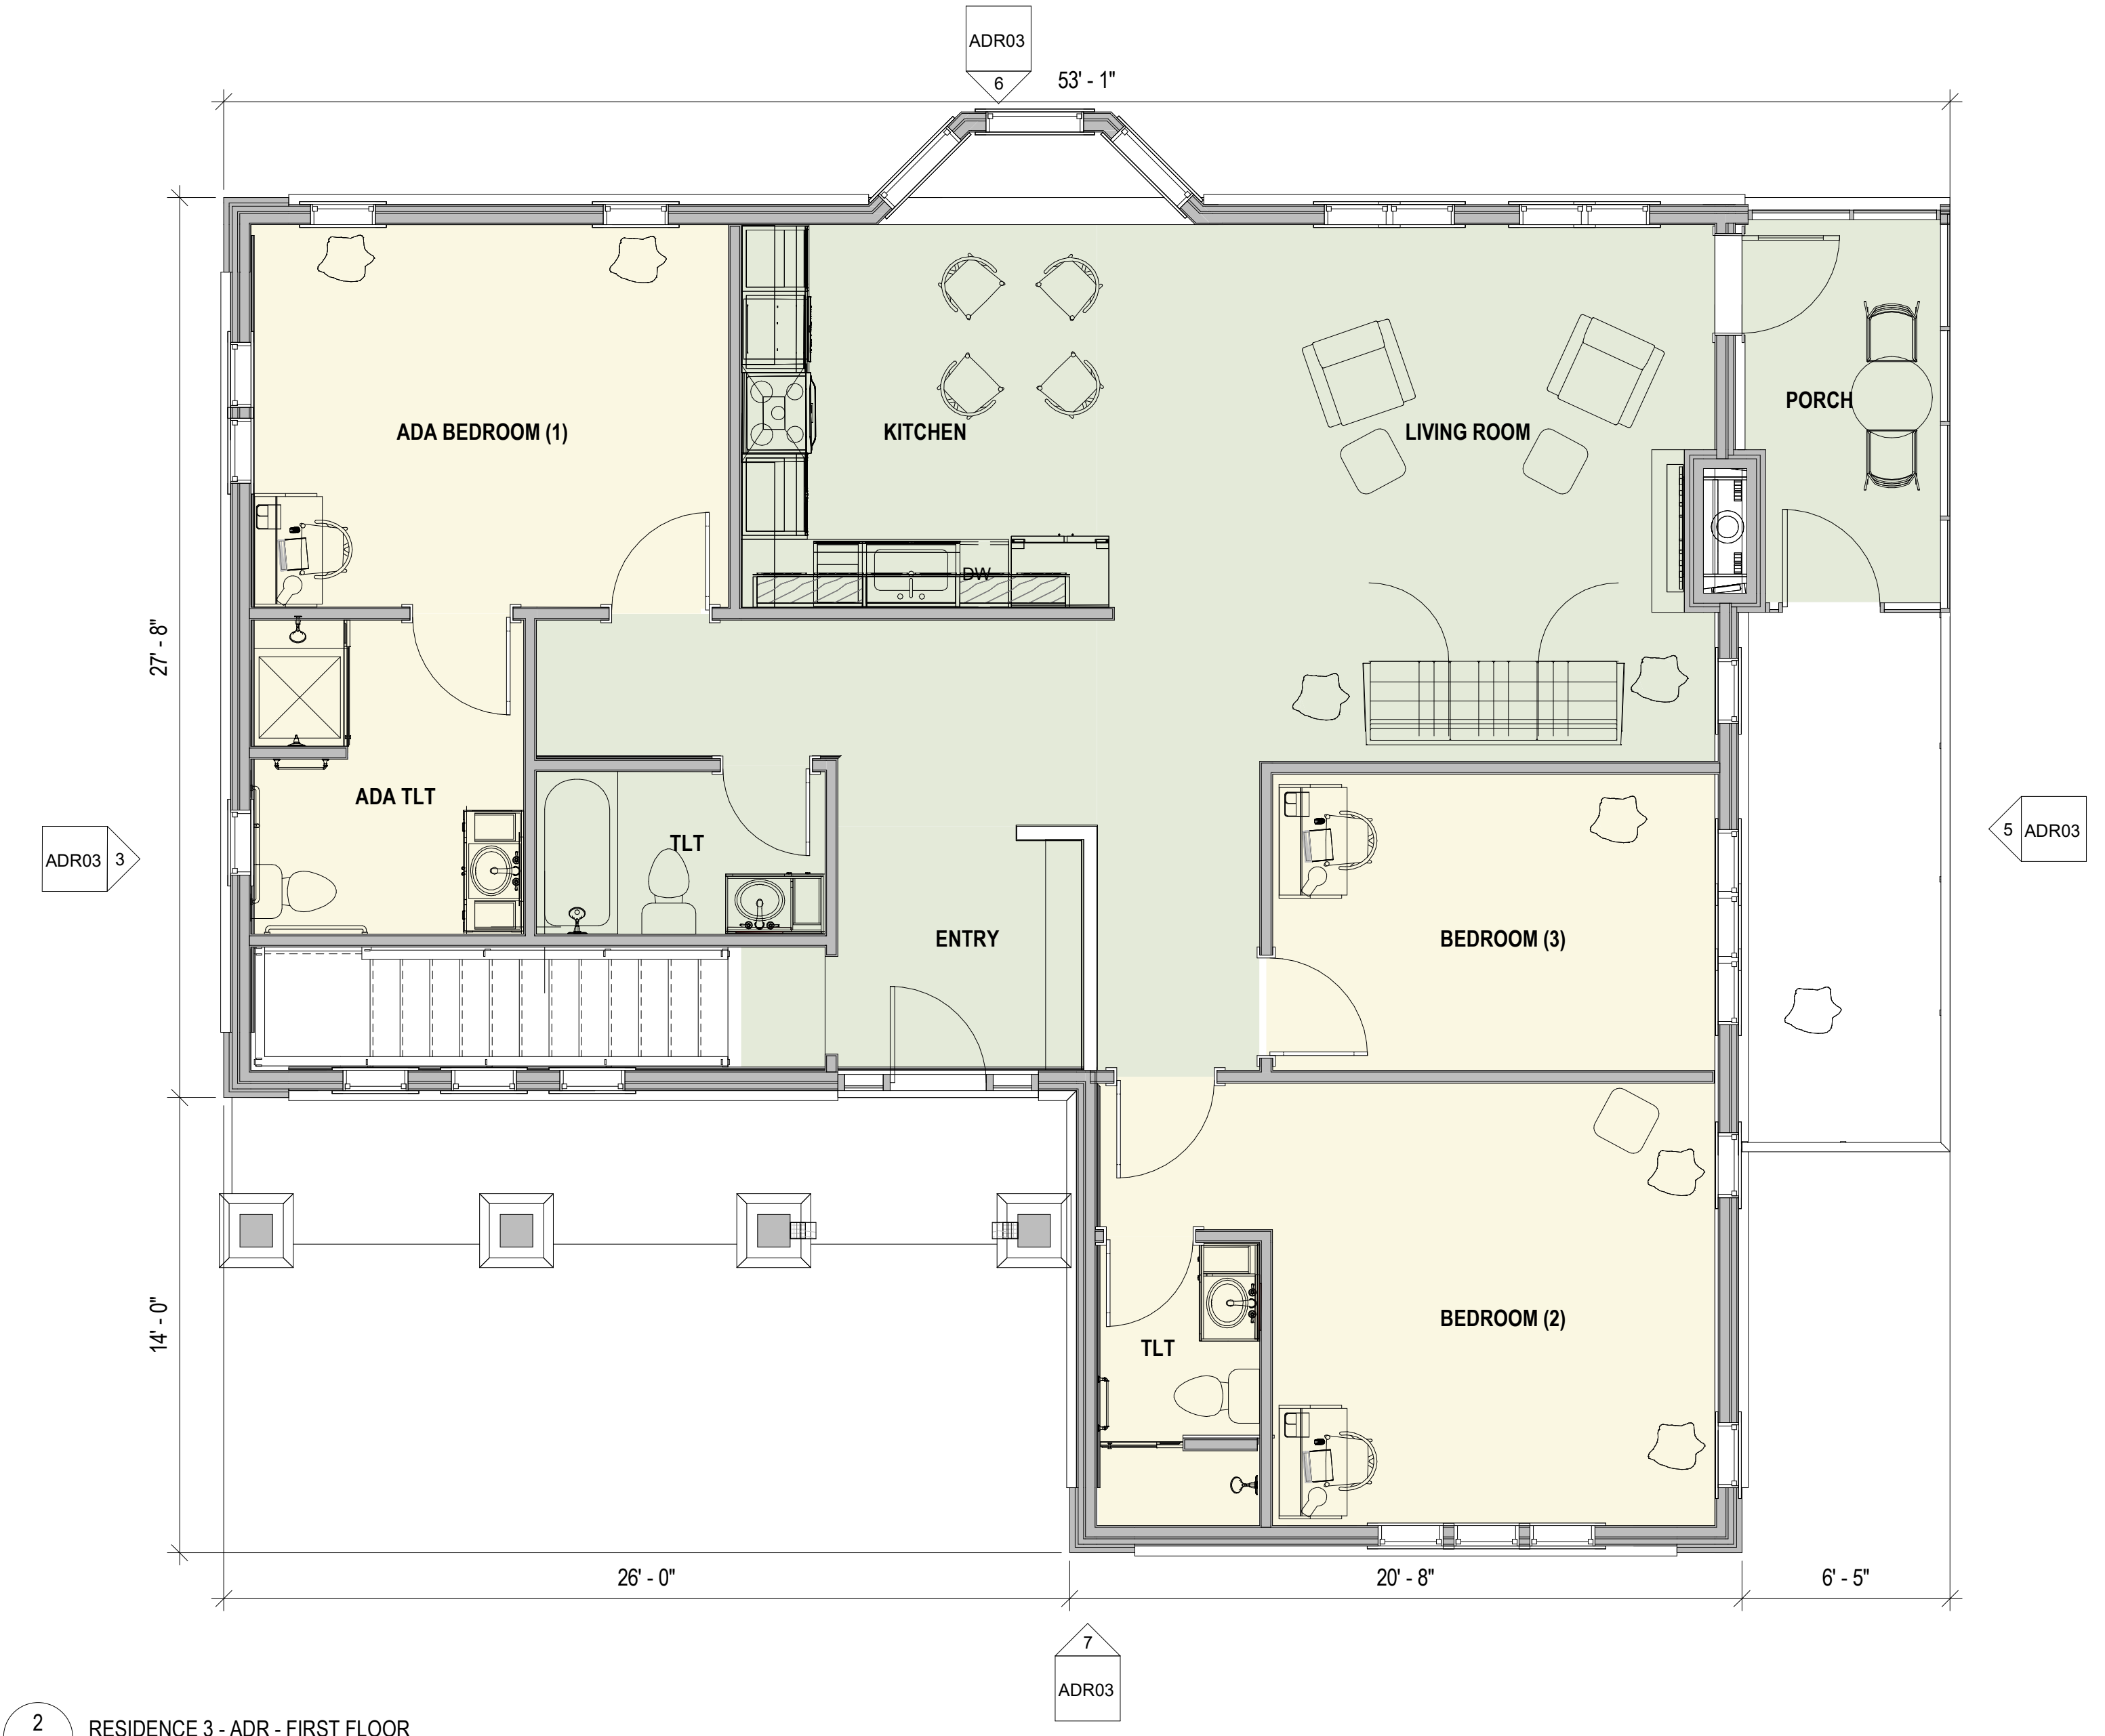 ADR03
6
53' - 1"
ADA BEDROOM (1)
KITCHEN
LIVING ROOM
PORCH
DW
27' - 8"
ADA TLT
TLT
ADR03
3
5
ADR03
ENTRY
BEDROOM (3)
14' - 0"
BEDROOM (2)
TLT
26' - 0"
20' - 8"
6' - 5"
7
ADR03
2
RESIDENCE 3 - ADR - FIRST FLOOR